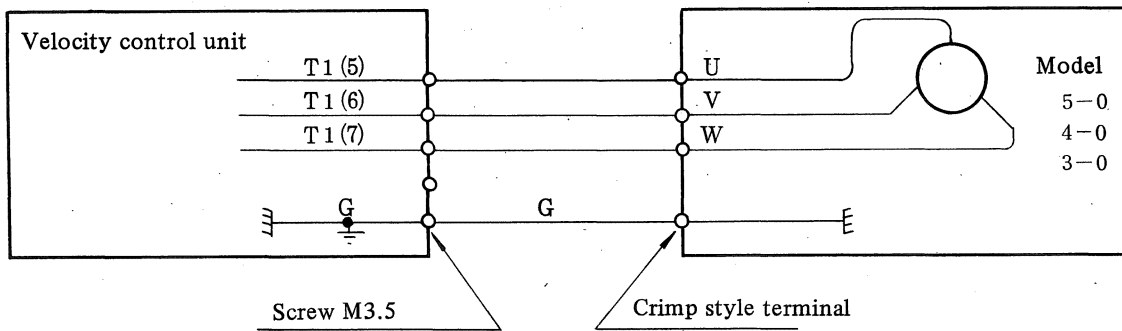 Velocity control unit
T1(5)
T1(6)
T1(7)
G
G
U
V
W
Model
5-0
4-0
3-0
Screw M3.5
Crimp style terminal